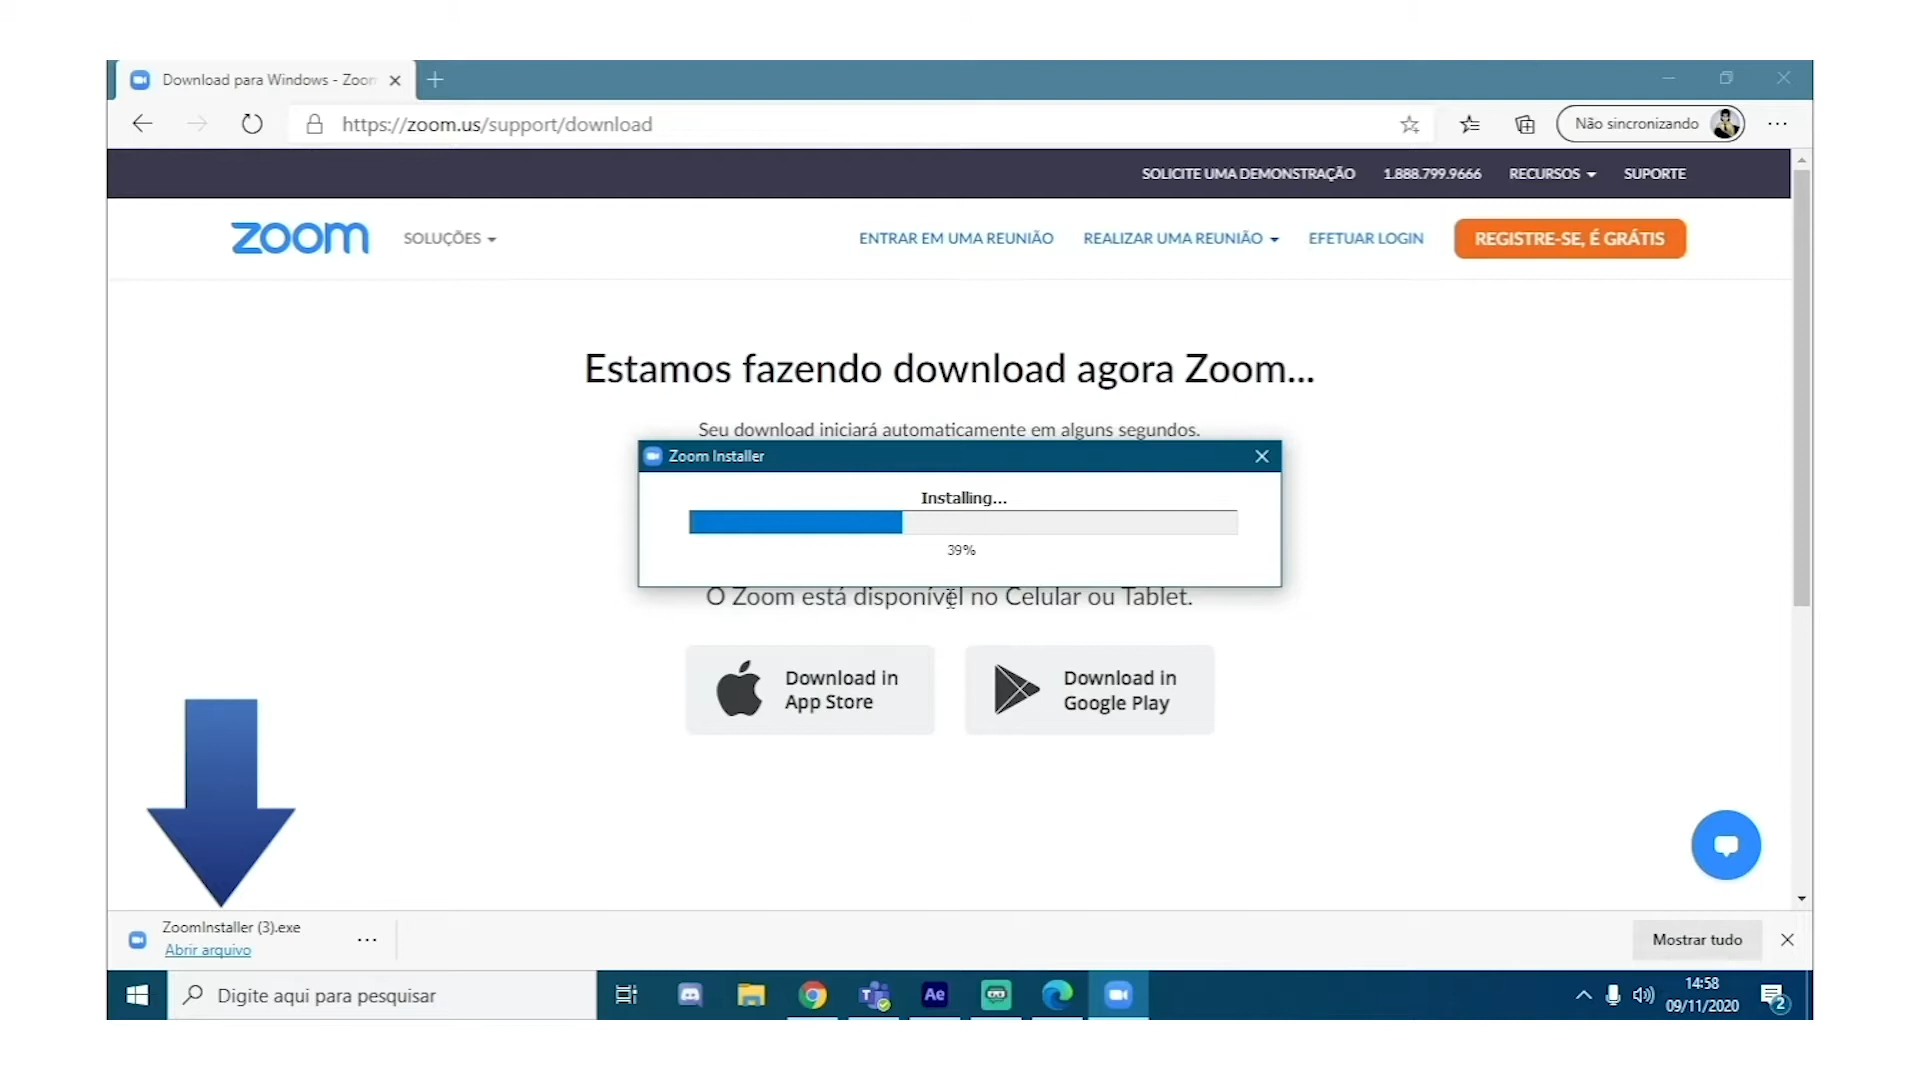 Download para Windows - Zoom
https://zoom.us/support/download
Não sincronizando
SOLICITE UMA DEMONSTRAÇÃO 1.888.799.9666 RECURSOS SUPORTE
zoom SOLUÇÕES ENTRAR EM UMA REUNIÃO REALIZAR UMA REUNIÃO EFETUAR LOGIN REGISTRE-SE, É GRÁTIS
Estamos fazendo download agora Zoom...
Seu download iniciará automaticamente em alguns segundos.
Zoom Installer
Installing...
39%
O Zoom está disponível no Celular ou Tablet.
Download in
App Store
Download in
Google Play
ZoomInstaller (3).exe
Abrir arquivo
Mostrar tudo
Digite aqui para pesquisar
Ae
14:58
09/11/2020
2